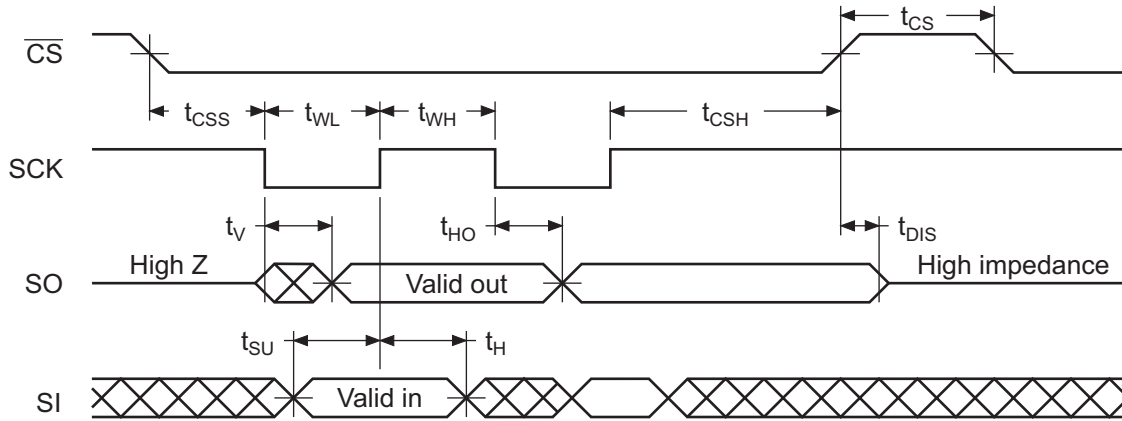 t_CS
CS
t_CSS t_WL t_WH t_CSH
SCK
t_V t_HO t_DIS
SO High Z Valid out High impedance
t_SU t_H
SI Valid in